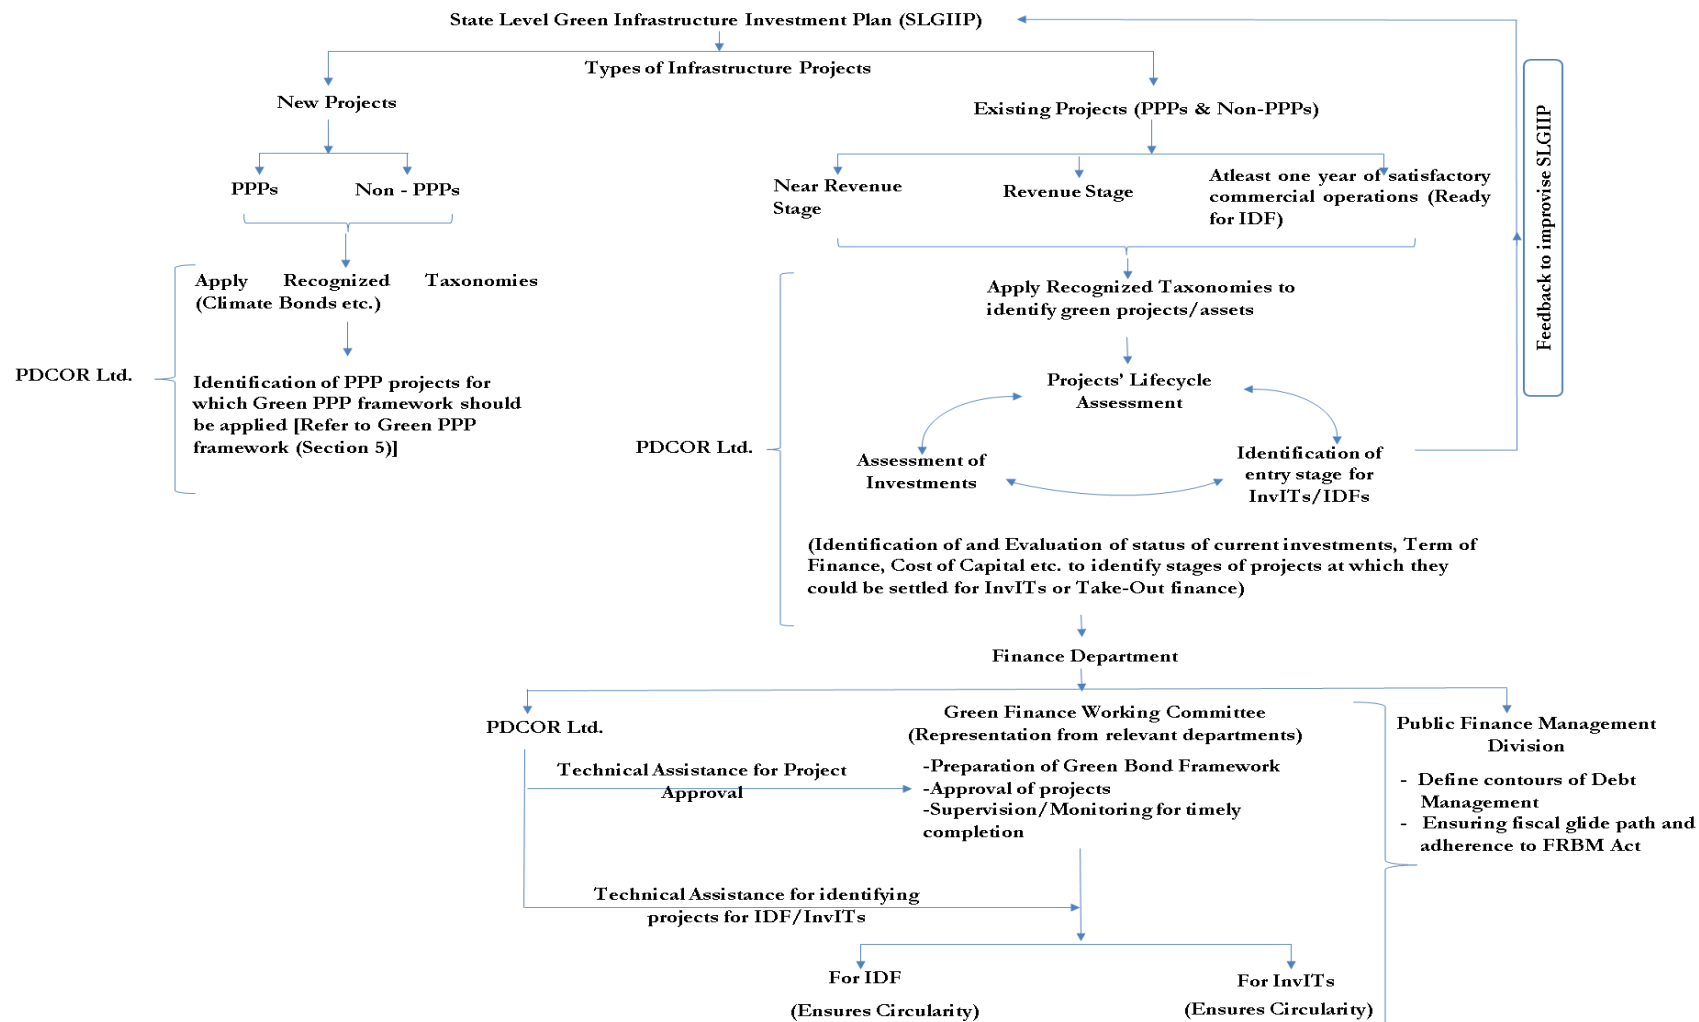 State Level Green Infrastructure Investment Plan (SLGIIP)
Types of Infrastructure Projects
New Projects
Existing Projects (PPPs & Non-PPPs)
PPPs
Non - PPPs
Near Revenue
Stage
Revenue Stage
Atleast one year of satisfactory
commercial operations (Ready
for IDF)
Feedback to improvise SLGIIP
Apply Recognized Taxonomies
(Climate Bonds etc.)
PDCOR Ltd.
Identification of PPP projects for
which Green PPP framework should
be applied [Refer to Green PPP
framework (Section 5)]
Apply Recognized Taxonomies to
identify green projects/assets
Projects' Lifecycle
Assessment
PDCOR Ltd.
Assessment of
Investments
Identification of
entry stage for
InvITs/IDFs
(Identification of and Evaluation of status of current investments, Term of
Finance, Cost of Capital etc. to identify stages of projects at which they
could be settled for InvITs or Take-Out finance)
Finance Department
PDCOR Ltd.
Green Finance Working Committee
(Representation from relevant departments)
-Preparation of Green Bond Framework
-Approval of projects
-Supervision/Monitoring for timely
completion
Public Finance Management
Division
- Define contours of Debt
Management
- Ensuring fiscal glide path and
adherence to FRBM Act
Technical Assistance for Project
Approval
Technical Assistance for identifying
projects for IDF/InvITs
For IDF
(Ensures Circularity)
For InvITs
(Ensures Circularity)